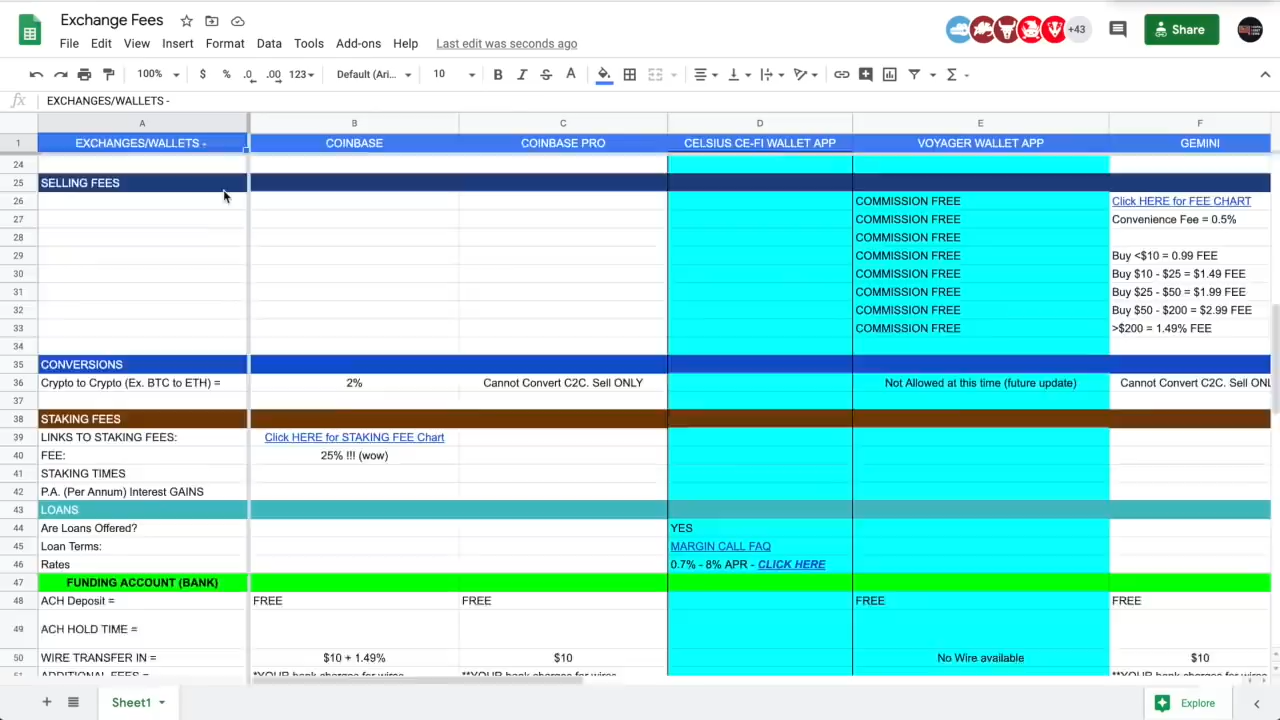 Exchange Fees
+43
Share
File Edit View Insert Format Data Tools Add-ons Help Last edit was seconds ago
100% $ % .0 .00 123 Default (Ari... 10 B I S A
fx EXCHANGES/WALLETS -
A B C D E F
1 EXCHANGES/WALLETS - COINBASE COINBASE PRO CELSIUS CE-FI WALLET APP VOYAGER WALLET APP GEMINI
24
25 SELLING FEES
26 COMMISSION FREE Click HERE for FEE CHART
27 COMMISSION FREE Convenience Fee = 0.5%
28 COMMISSION FREE
29 COMMISSION FREE Buy <$10 = 0.99 FEE
30 COMMISSION FREE Buy $10 - $25 = $1.49 FEE
31 COMMISSION FREE Buy $25 - $50 = $1.99 FEE
32 COMMISSION FREE Buy $50 - $200 = $2.99 FEE
33 COMMISSION FREE >$200 = 1.49% FEE
34
35 CONVERSIONS
36 Crypto to Crypto (Ex. BTC to ETH) = 2% Cannot Convert C2C. Sell ONLY Not Allowed at this time (future update) Cannot Convert C2C. Sell ONL
37
38 STAKING FEES
39 LINKS TO STAKING FEES: Click HERE for STAKING FEE Chart
40 FEE: 25% !!! (wow)
41 STAKING TIMES
42 P.A. (Per Annum) Interest GAINS
43 LOANS
44 Are Loans Offered? YES
45 Loan Terms: MARGIN CALL FAQ
46 Rates 0.7% - 8% APR - CLICK HERE
47 FUNDING ACCOUNT (BANK)
48 ACH Deposit = FREE FREE FREE FREE
49 ACH HOLD TIME =
50 WIRE TRANSFER IN = $10 + 1.49% $10 No Wire available $10
51 ADDITIONAL FEES = *YOUR bank charges for wires **YOUR bank charges for wires
Sheet1 Explore